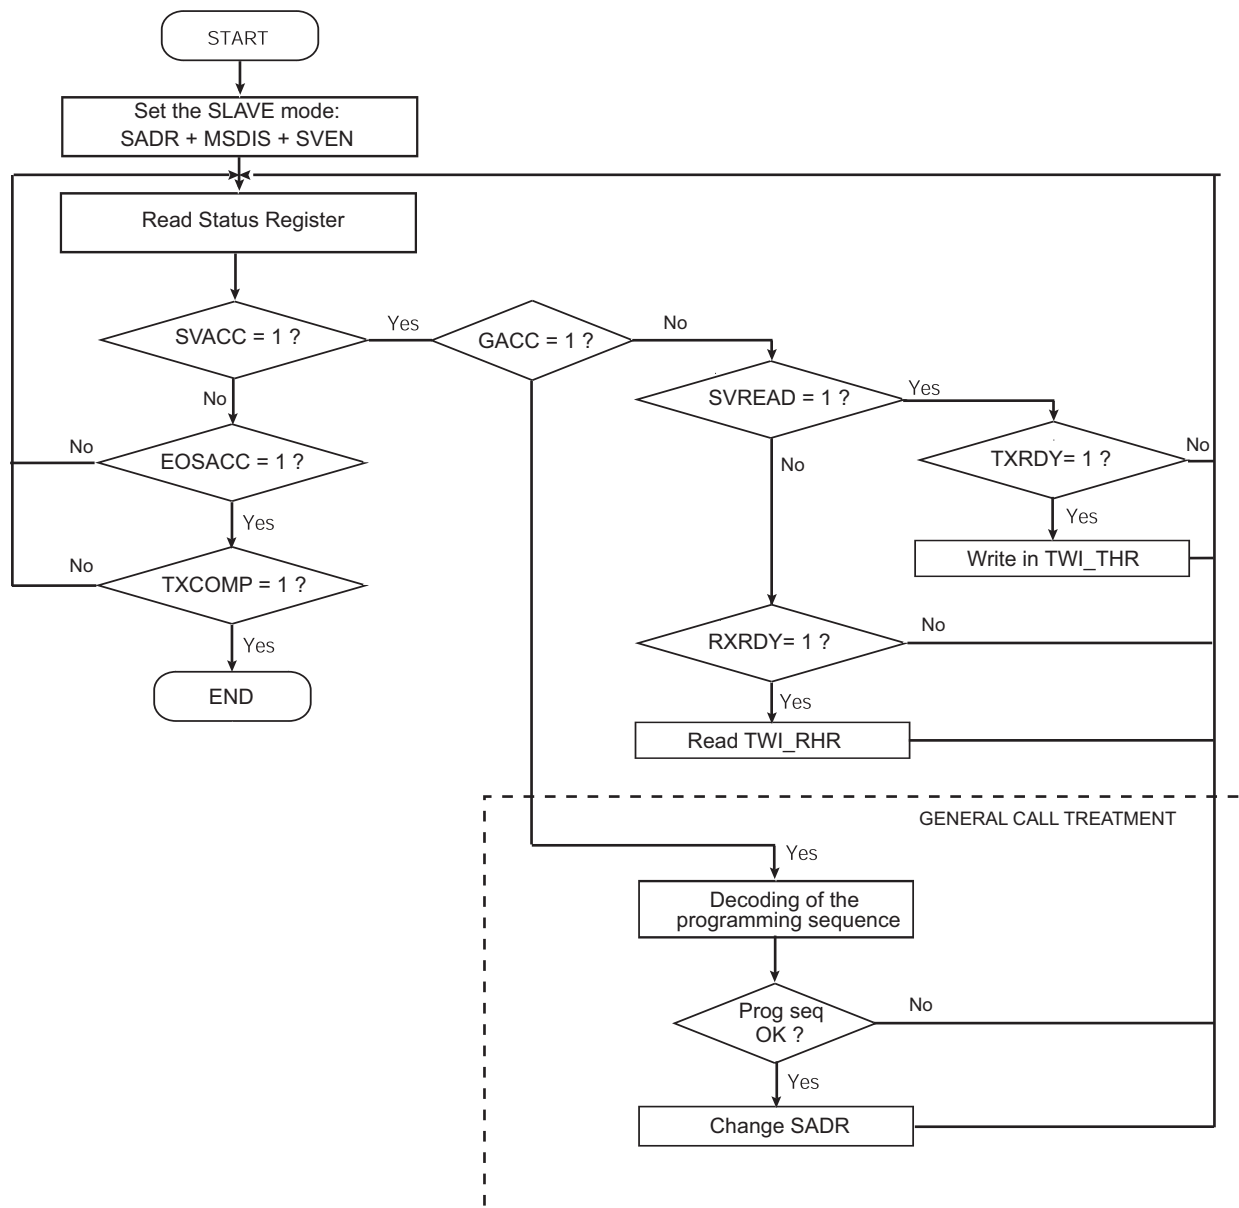 START
Set the SLAVE mode:
SADR + MSDIS + SVEN
Read Status Register
SVACC = 1 ?
Yes
GACC = 1 ?
No
SVREAD = 1 ?
Yes
No
EOSACC = 1 ?
No
No
TXRDY= 1 ?
No
Yes
Yes
Write in TWI_THR
No
TXCOMP = 1 ?
Yes
END
RXRDY= 1 ?
No
Yes
Read TWI_RHR
GENERAL CALL TREATMENT
Yes
Decoding of the
programming sequence
Prog seq
OK ?
No
Yes
Change SADR